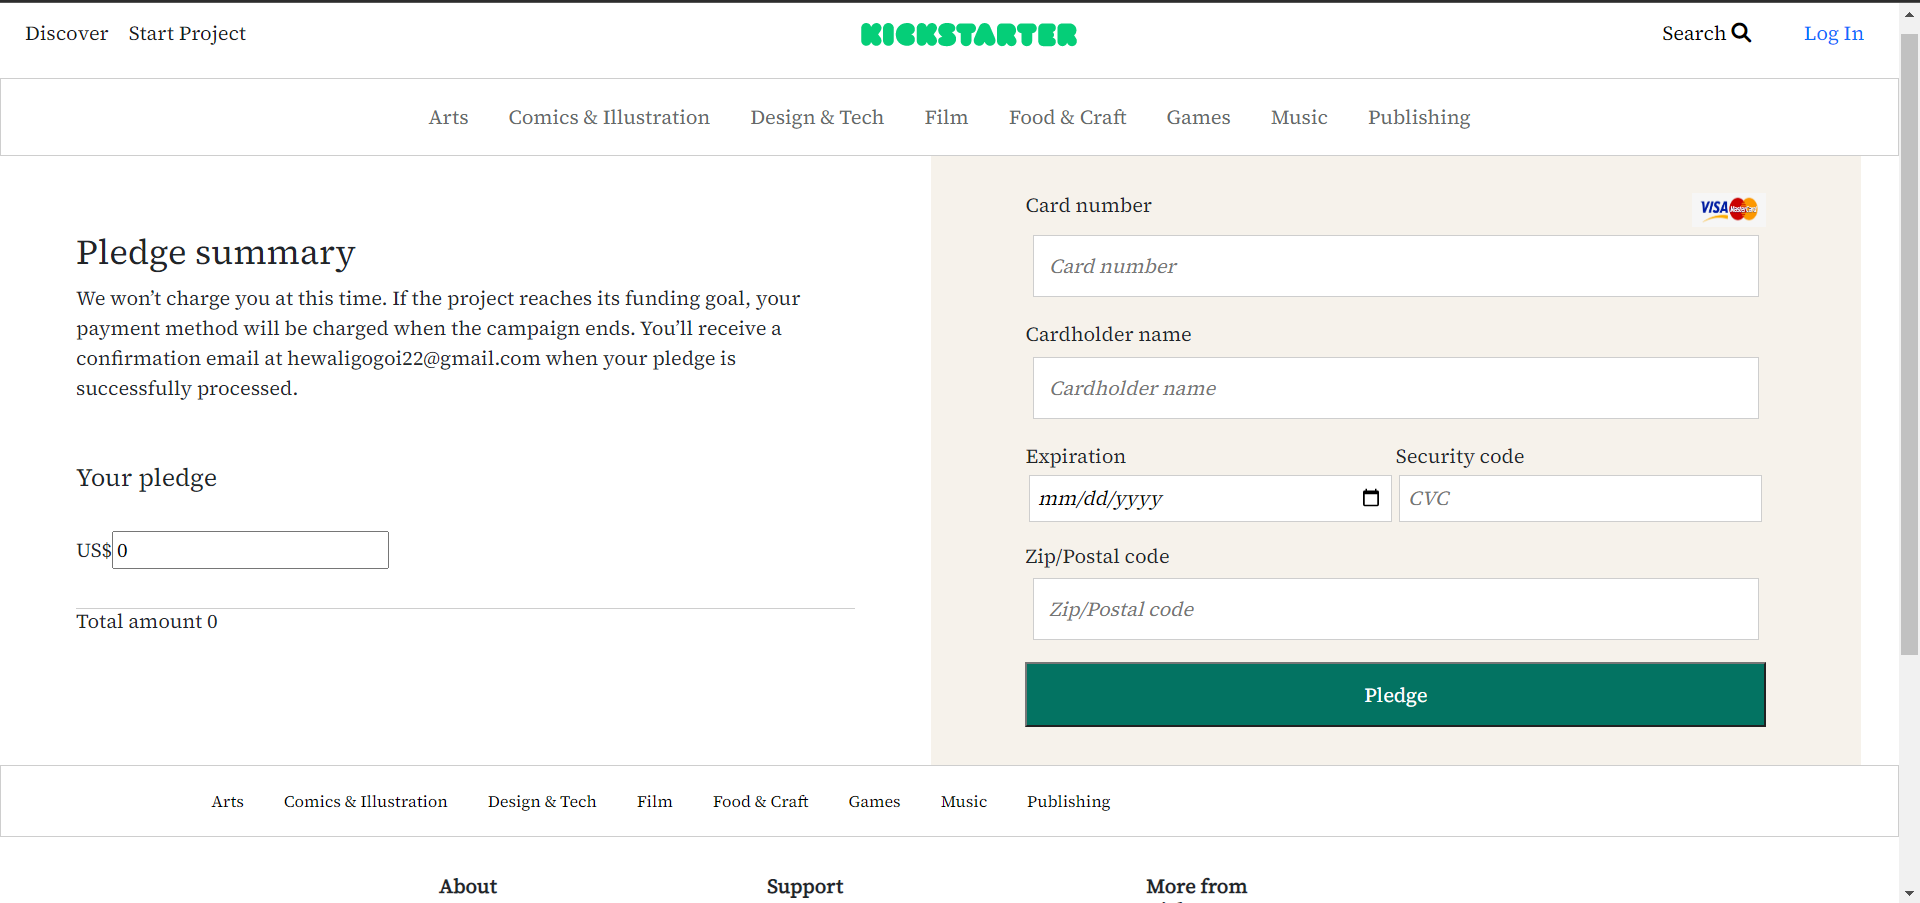 Discover Start Project KICKSTARTER Search Log In
Arts Comics & Illustration Design & Tech Film Food & Craft Games Music Publishing
Pledge summary
We won’t charge you at this time. If the project reaches its funding goal, your
payment method will be charged when the campaign ends. You’ll receive a
confirmation email at hewaligogoi22@gmail.com when your pledge is
successfully processed.
Your pledge
US$ 0
Total amount 0
Card number VISA MasterCard
Card number
Cardholder name
Cardholder name
Expiration Security code
mm/dd/yyyy CVC
Zip/Postal code
Zip/Postal code
Pledge
Arts Comics & Illustration Design & Tech Film Food & Craft Games Music Publishing
About Support More from